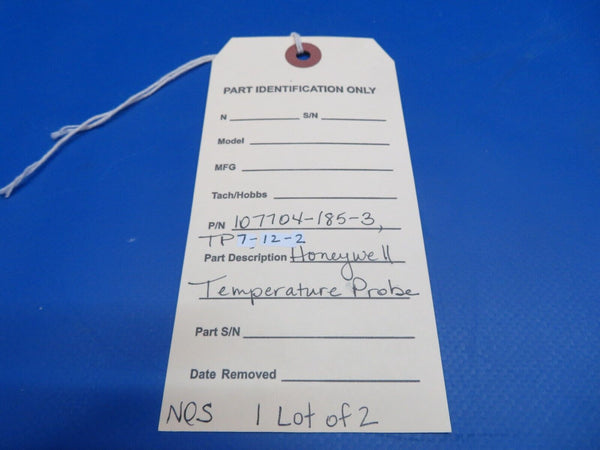 PART IDENTIFICATION ONLY
N S/N
Model
MFG
Tach/Hobbs
P/N 107704-185-3,
TP7-12-2
Part Description Honeywell
Temperature Probe
Part S/N
Date Removed
NQS 1 Lot of 2